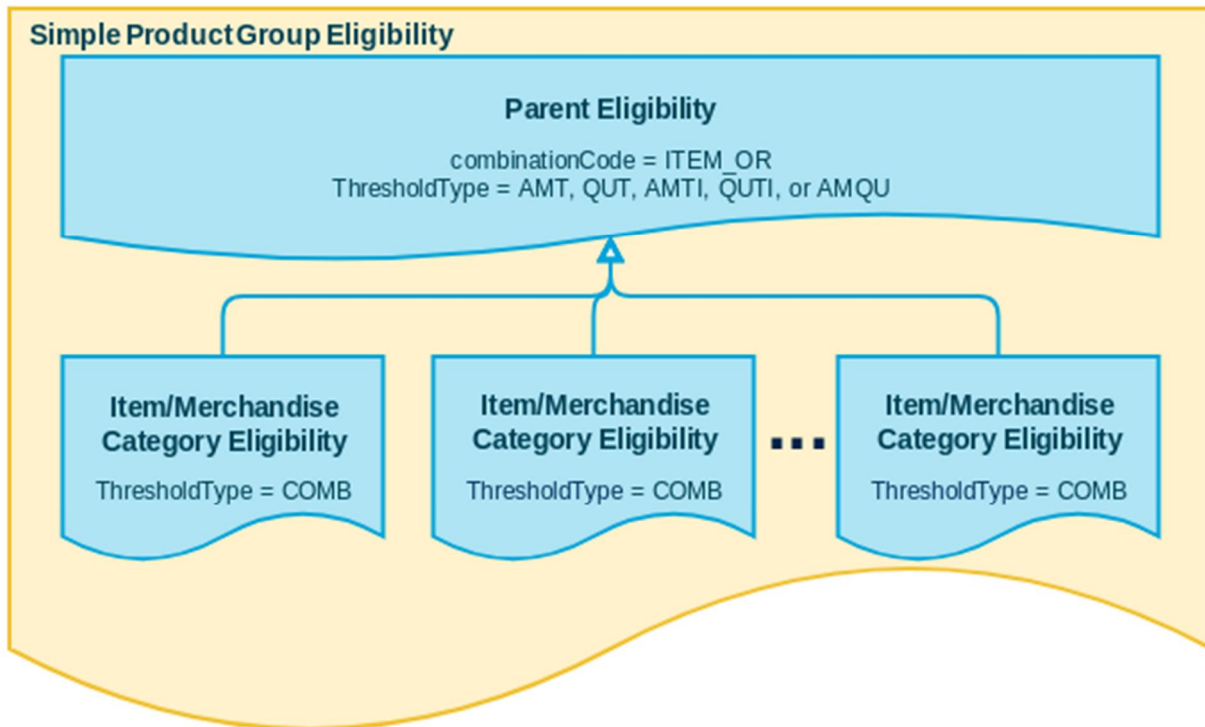 Simple Product Group Eligibility
Parent Eligibility
combinationCode = ITEM_OR
ThresholdType = AMT, QUT, AMTI, QUTI, or AMQU
Item/Merchandise
Category Eligibility
ThresholdType = COMB
Item/Merchandise
Category Eligibility
ThresholdType = COMB
...
Item/Merchandise
Category Eligibility
ThresholdType = COMB